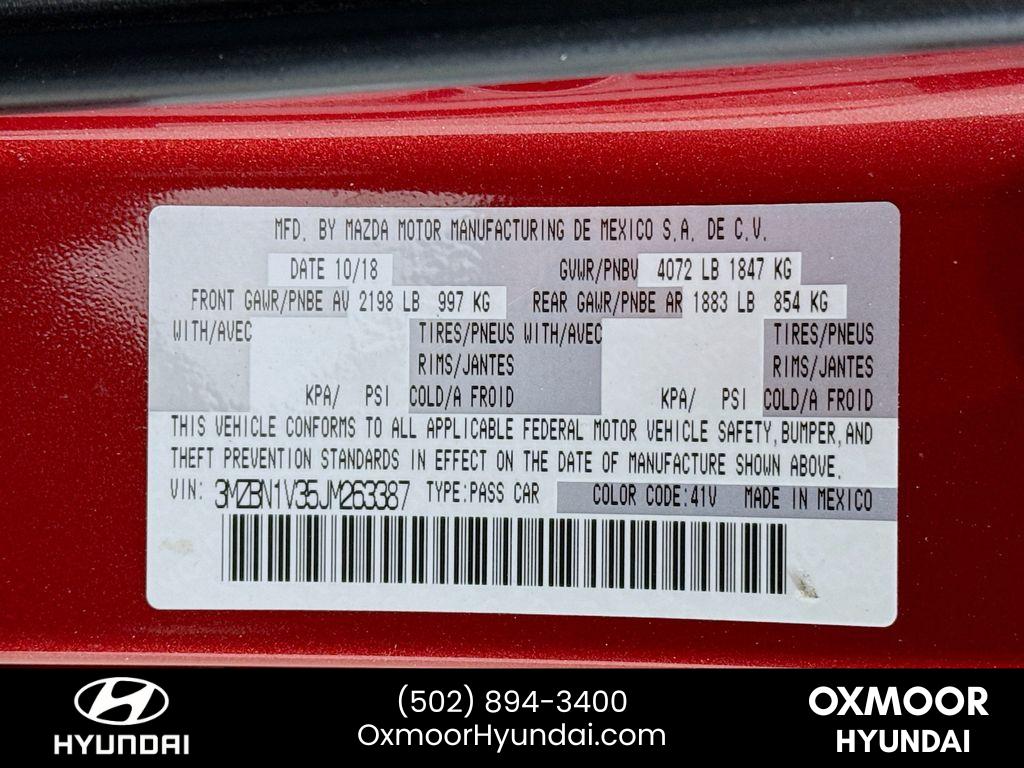 MFD. BY MAZDA MOTOR MANUFACTURING DE MEXICO S.A. DE C.V.
DATE 10/18 GVWR/PNBV 4072 LB 1847 KG
FRONT GAWR/PNBE AV 2198 LB 997 KG REAR GAWR/PNBE AR 1883 LB 854 KG
WITH/AVEC TIRES/PNEUS WITH/AVEC TIRES/PNEUS
RIMS/JANTES RIMS/JANTES
KPA/ PSI COLD/A FROID KPA/ PSI COLD/A FROID
THIS VEHICLE CONFORMS TO ALL APPLICABLE FEDERAL MOTOR VEHICLE SAFETY,BUMPER,AND
THEFT PREVENTION STANDARDS IN EFFECT ON THE DATE OF MANUFACTURE SHOWN ABOVE.
VIN: 3MZBN1V35JM263387 TYPE:PASS CAR COLOR CODE:41V MADE IN MEXICO
HYUNDAI
(502) 894-3400
OxmoorHyundai.com
OXMOOR
HYUNDAI